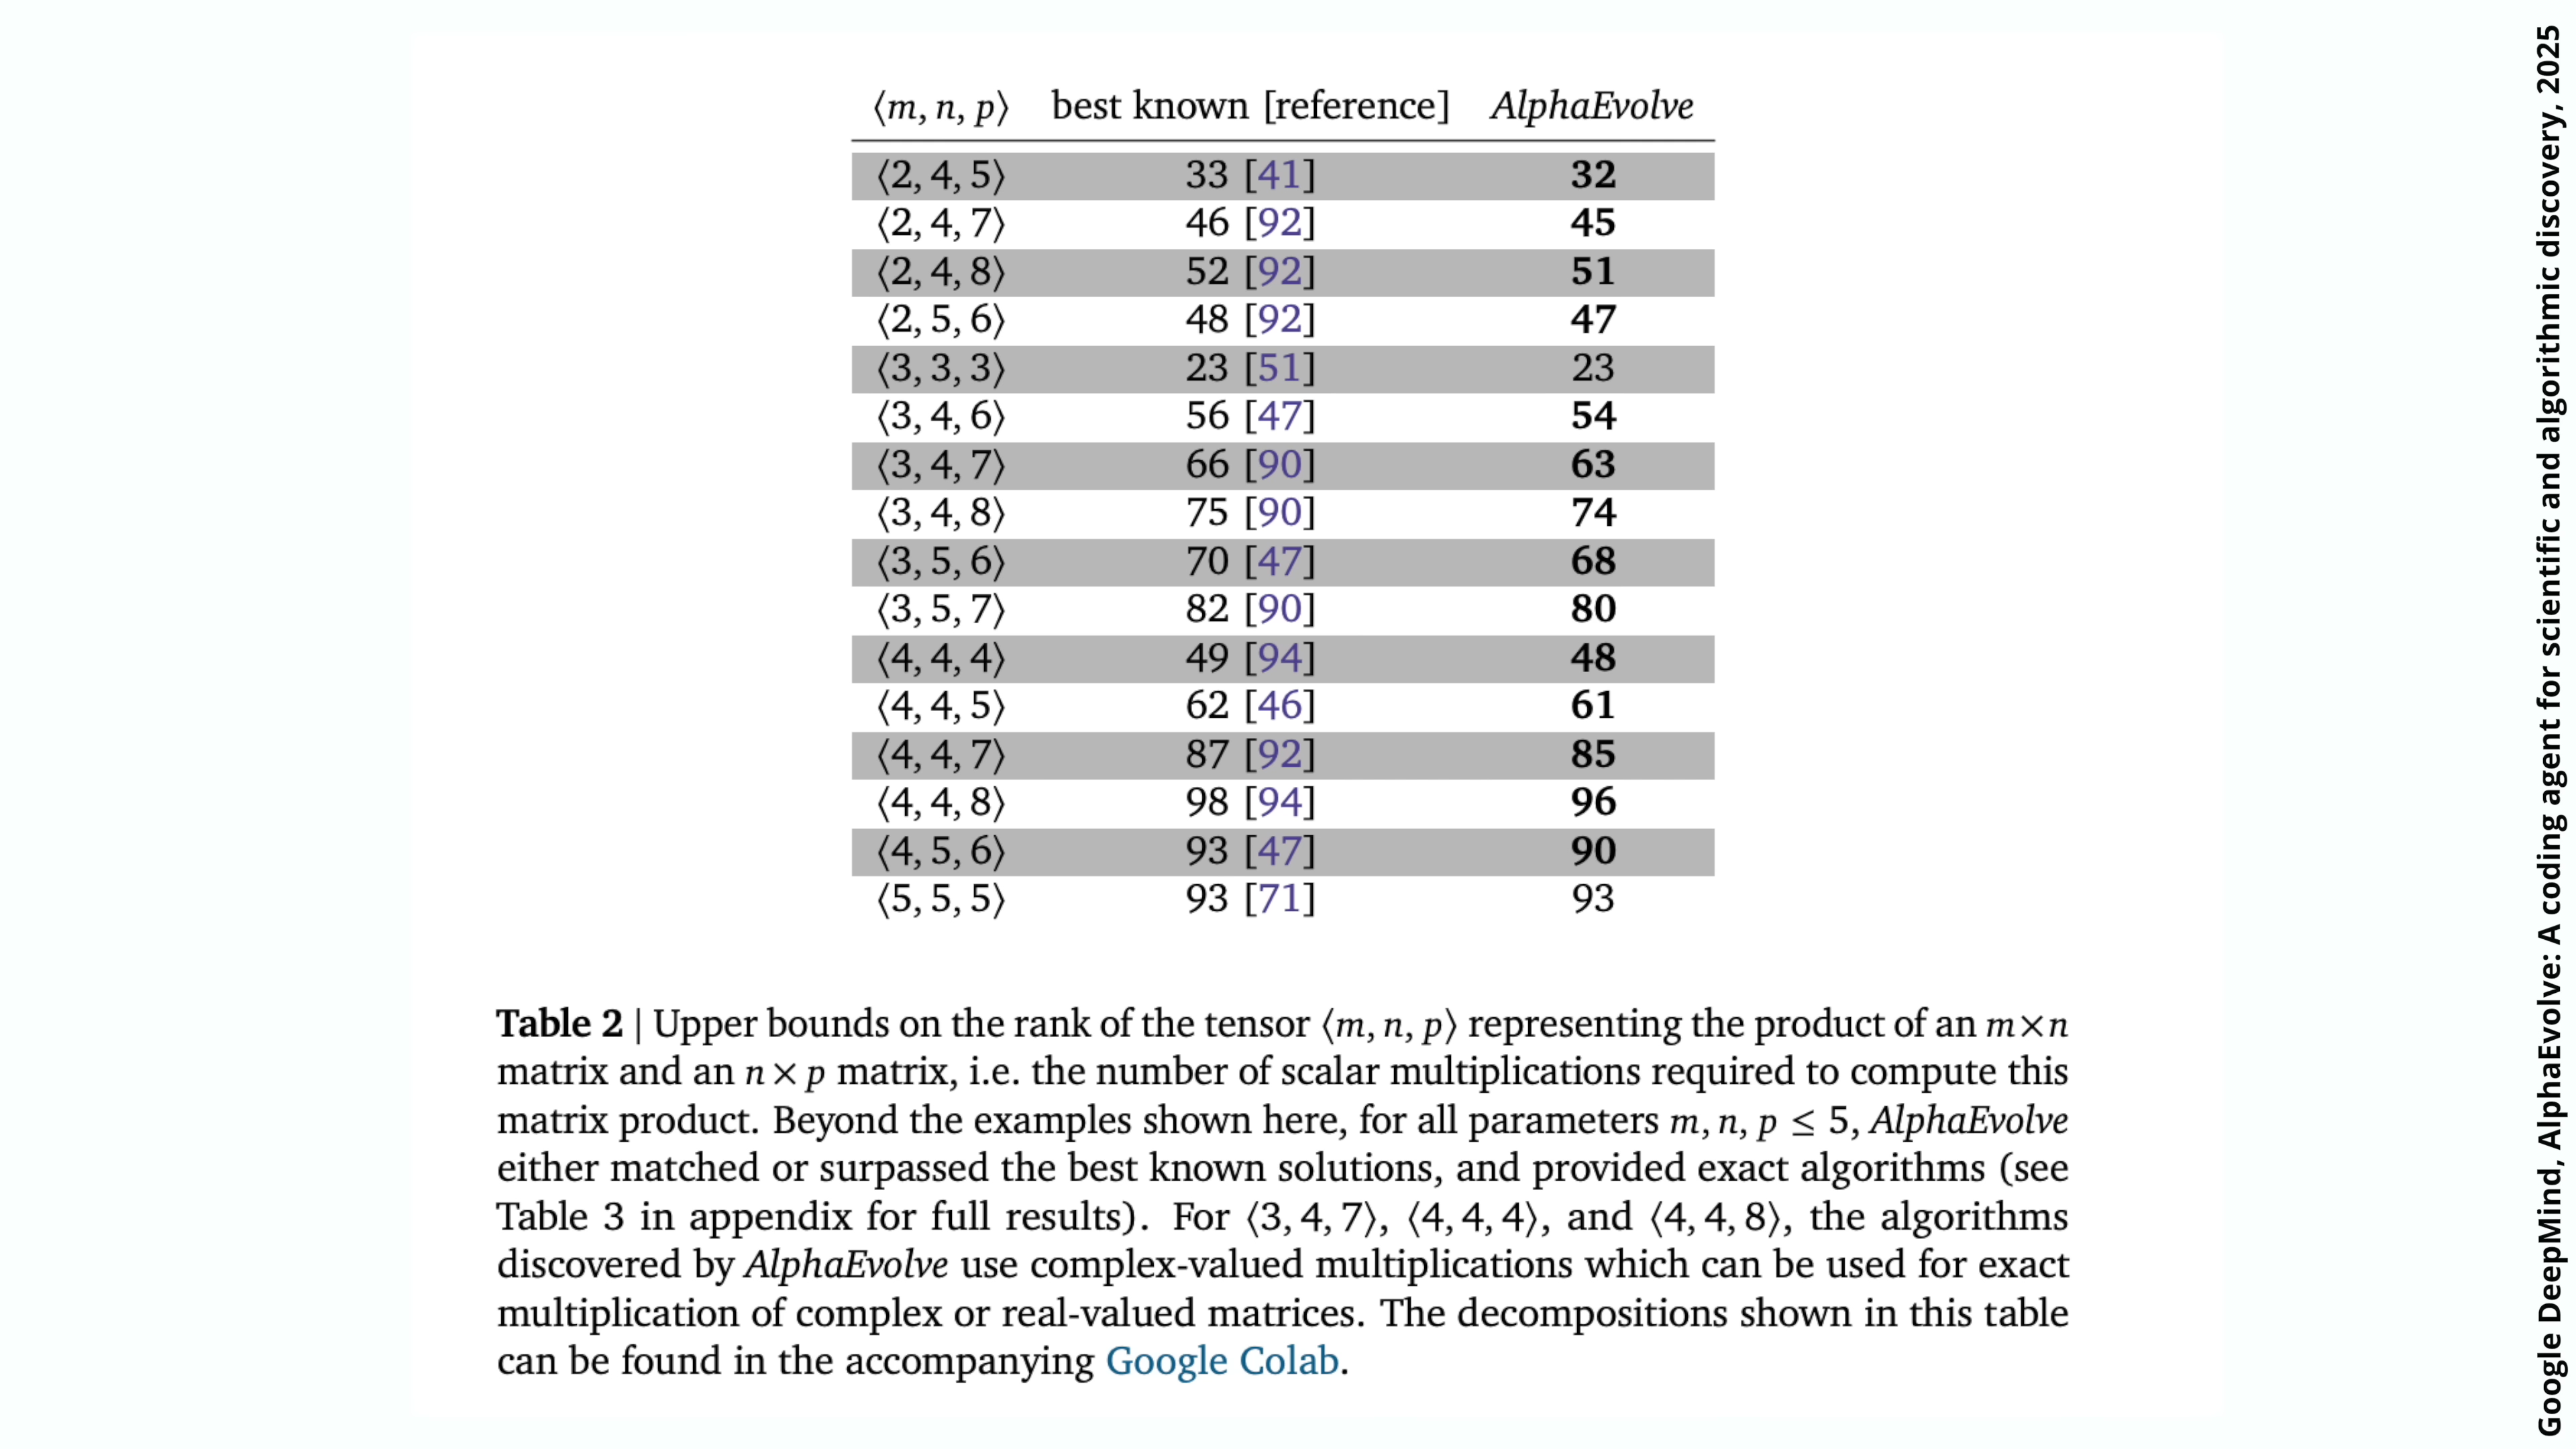 ⟨m, n, p⟩ best known [reference] AlphaEvolve
⟨2, 4, 5⟩ 33 [41] 32
⟨2, 4, 7⟩ 46 [92] 45
⟨2, 4, 8⟩ 52 [92] 51
⟨2, 5, 6⟩ 48 [92] 47
⟨3, 3, 3⟩ 23 [51] 23
⟨3, 4, 6⟩ 56 [47] 54
⟨3, 4, 7⟩ 66 [90] 63
⟨3, 4, 8⟩ 75 [90] 74
⟨3, 5, 6⟩ 70 [47] 68
⟨3, 5, 7⟩ 82 [90] 80
⟨4, 4, 4⟩ 49 [94] 48
⟨4, 4, 5⟩ 62 [46] 61
⟨4, 4, 7⟩ 87 [92] 85
⟨4, 4, 8⟩ 98 [94] 96
⟨4, 5, 6⟩ 93 [47] 90
⟨5, 5, 5⟩ 93 [71] 93
Table 2 | Upper bounds on the rank of the tensor ⟨m, n, p⟩ representing the product of an m×n
matrix and an n × p matrix, i.e. the number of scalar multiplications required to compute this
matrix product. Beyond the examples shown here, for all parameters m, n, p ≤ 5, AlphaEvolve
either matched or surpassed the best known solutions, and provided exact algorithms (see
Table 3 in appendix for full results). For ⟨3, 4, 7⟩, ⟨4, 4, 4⟩, and ⟨4, 4, 8⟩, the algorithms
discovered by AlphaEvolve use complex-valued multiplications which can be used for exact
multiplication of complex or real-valued matrices. The decompositions shown in this table
can be found in the accompanying Google Colab.
Google DeepMind, AlphaEvolve: A coding agent for scientific and algorithmic discovery, 2025